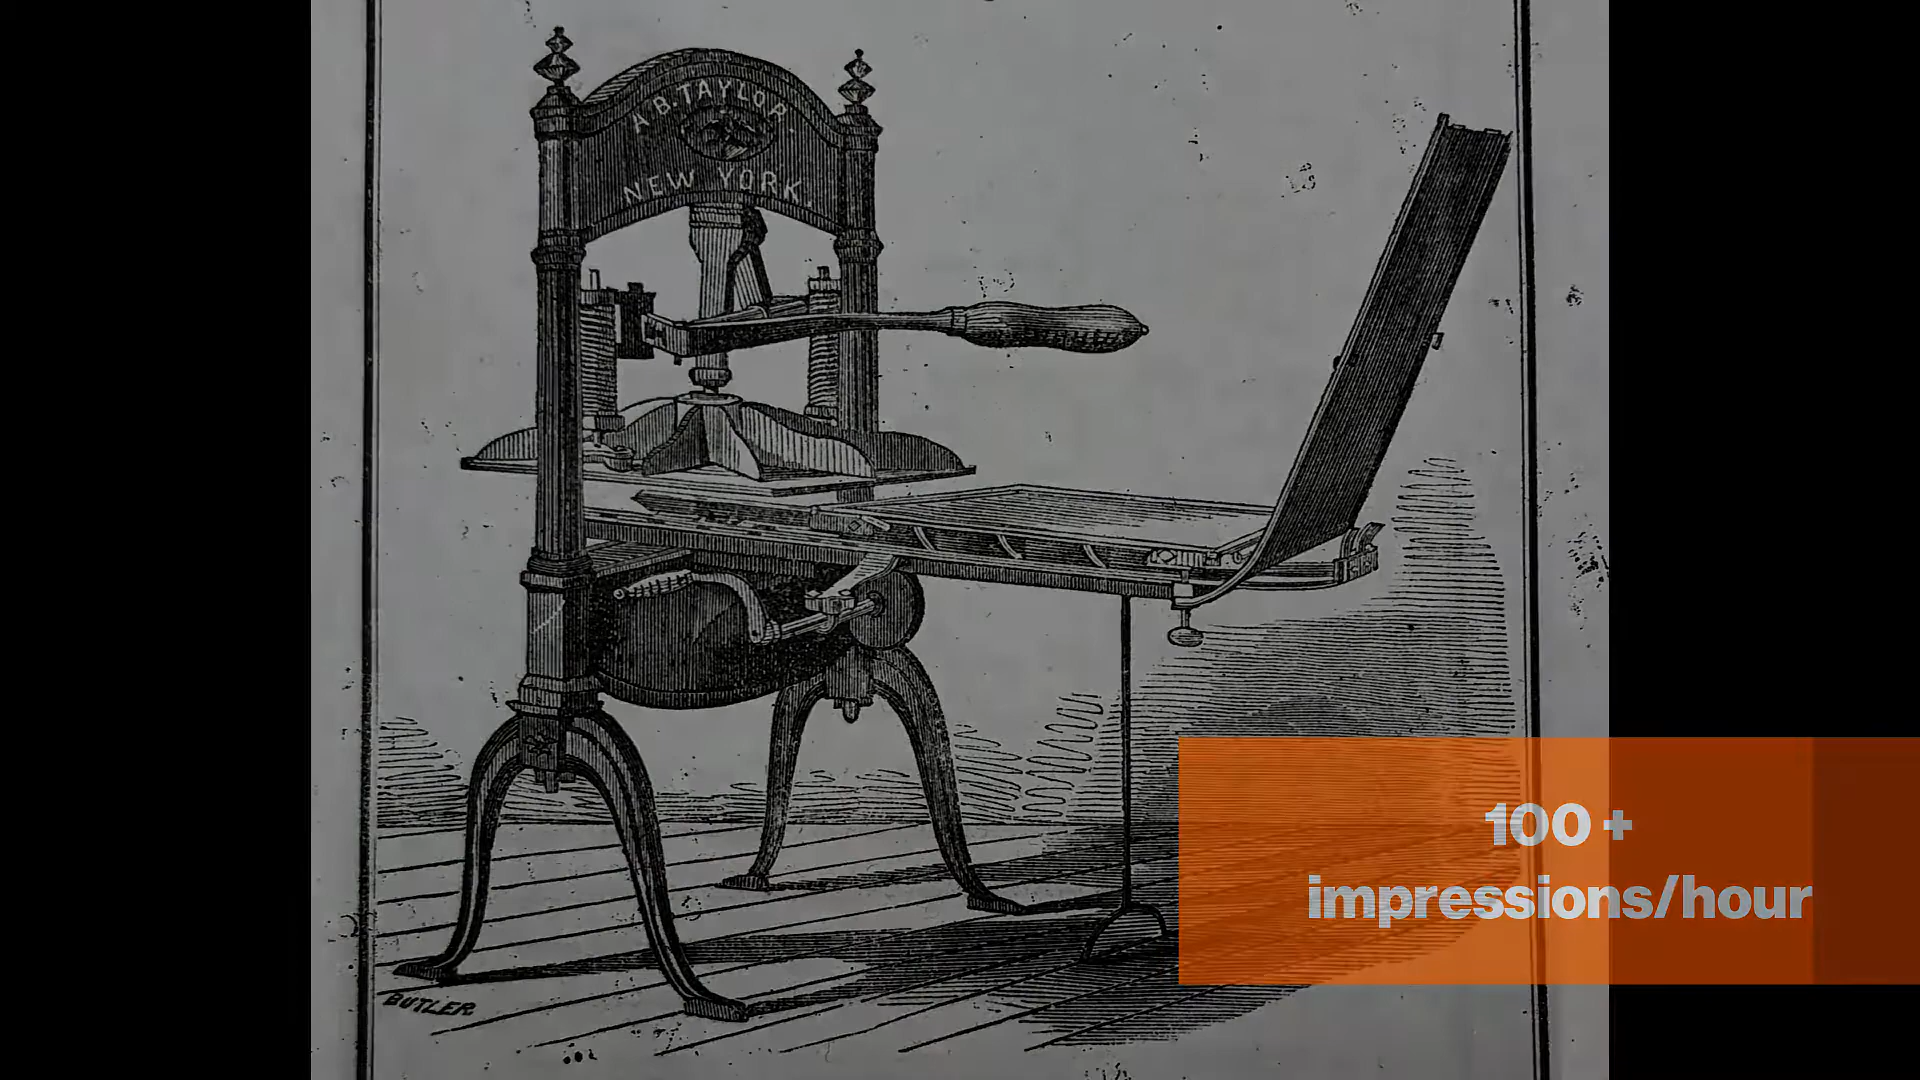 A.B.TAYLOR.
NEW YORK.
100 +
impressions/hour
BUTLER